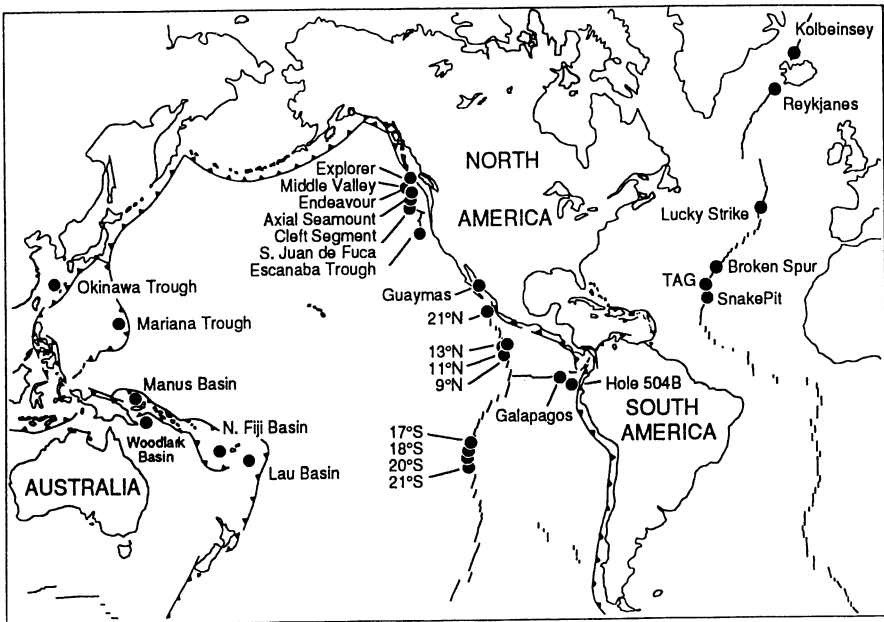 Kolbeinsey
Reykjanes
NORTH
AMERICA
Explorer
Middle Valley
Endeavour
Axial Seamount
Cleft Segment
S. Juan de Fuca
Escanaba Trough
Lucky Strike
Broken Spur
TAG
SnakePit
Okinawa Trough
Mariana Trough
Guaymas
21°N
13°N
11°N
9°N
Manus Basin
Hole 504B
Galapagos
SOUTH
AMERICA
N. Fiji Basin
Woodlark
Basin
Lau Basin
17°S
18°S
20°S
21°S
AUSTRALIA